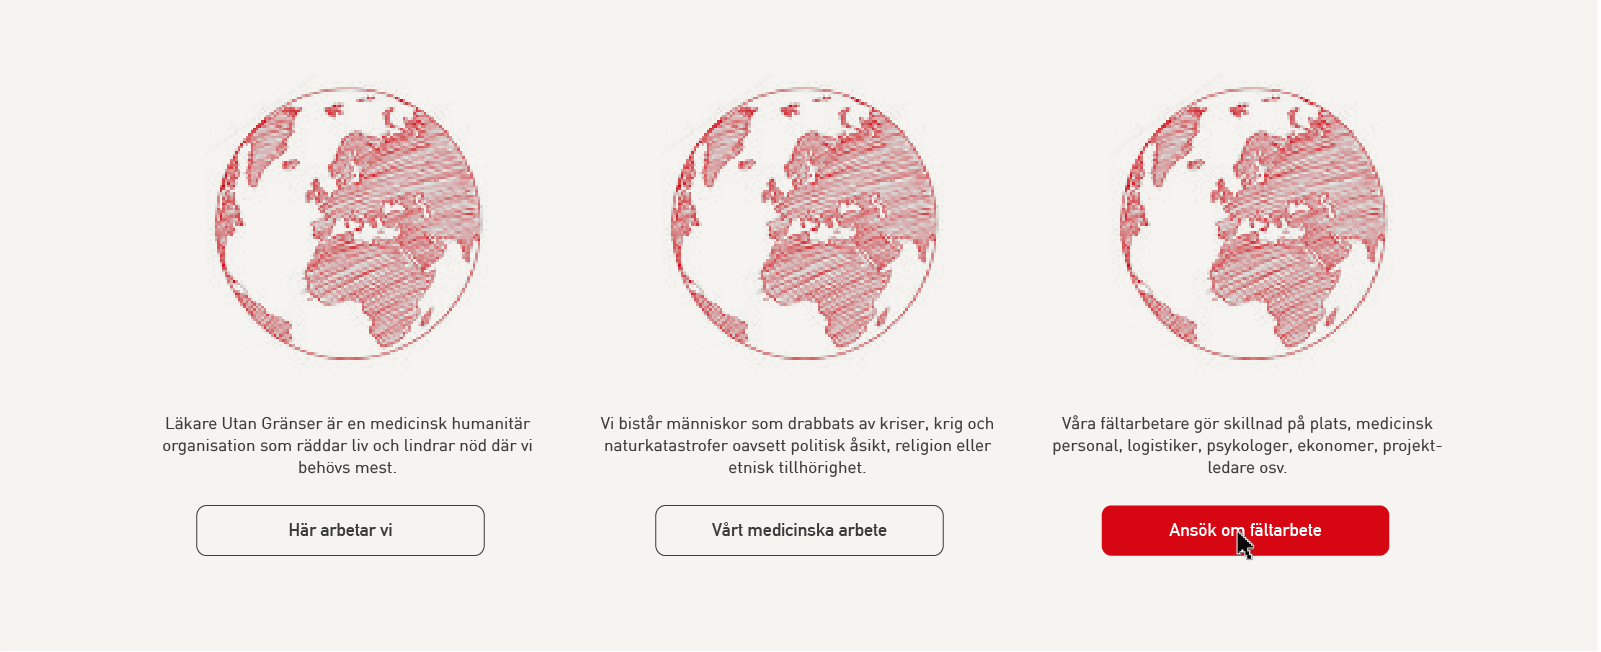 Läkare Utan Gränser är en medicinsk humanitär
organisation som räddar liv och lindrar nöd där vi
behövs mest.
Här arbetar vi
Vi bistår människor som drabbats av kriser, krig och
naturkatastrofer oavsett politisk åsikt, religion eller
etnisk tillhörighet.
Vårt medicinska arbete
Våra fältarbetare gör skillnad på plats, medicinsk
personal, logistiker, psykologer, ekonomer, projekt-
ledare osv.
Ansök om fältarbete